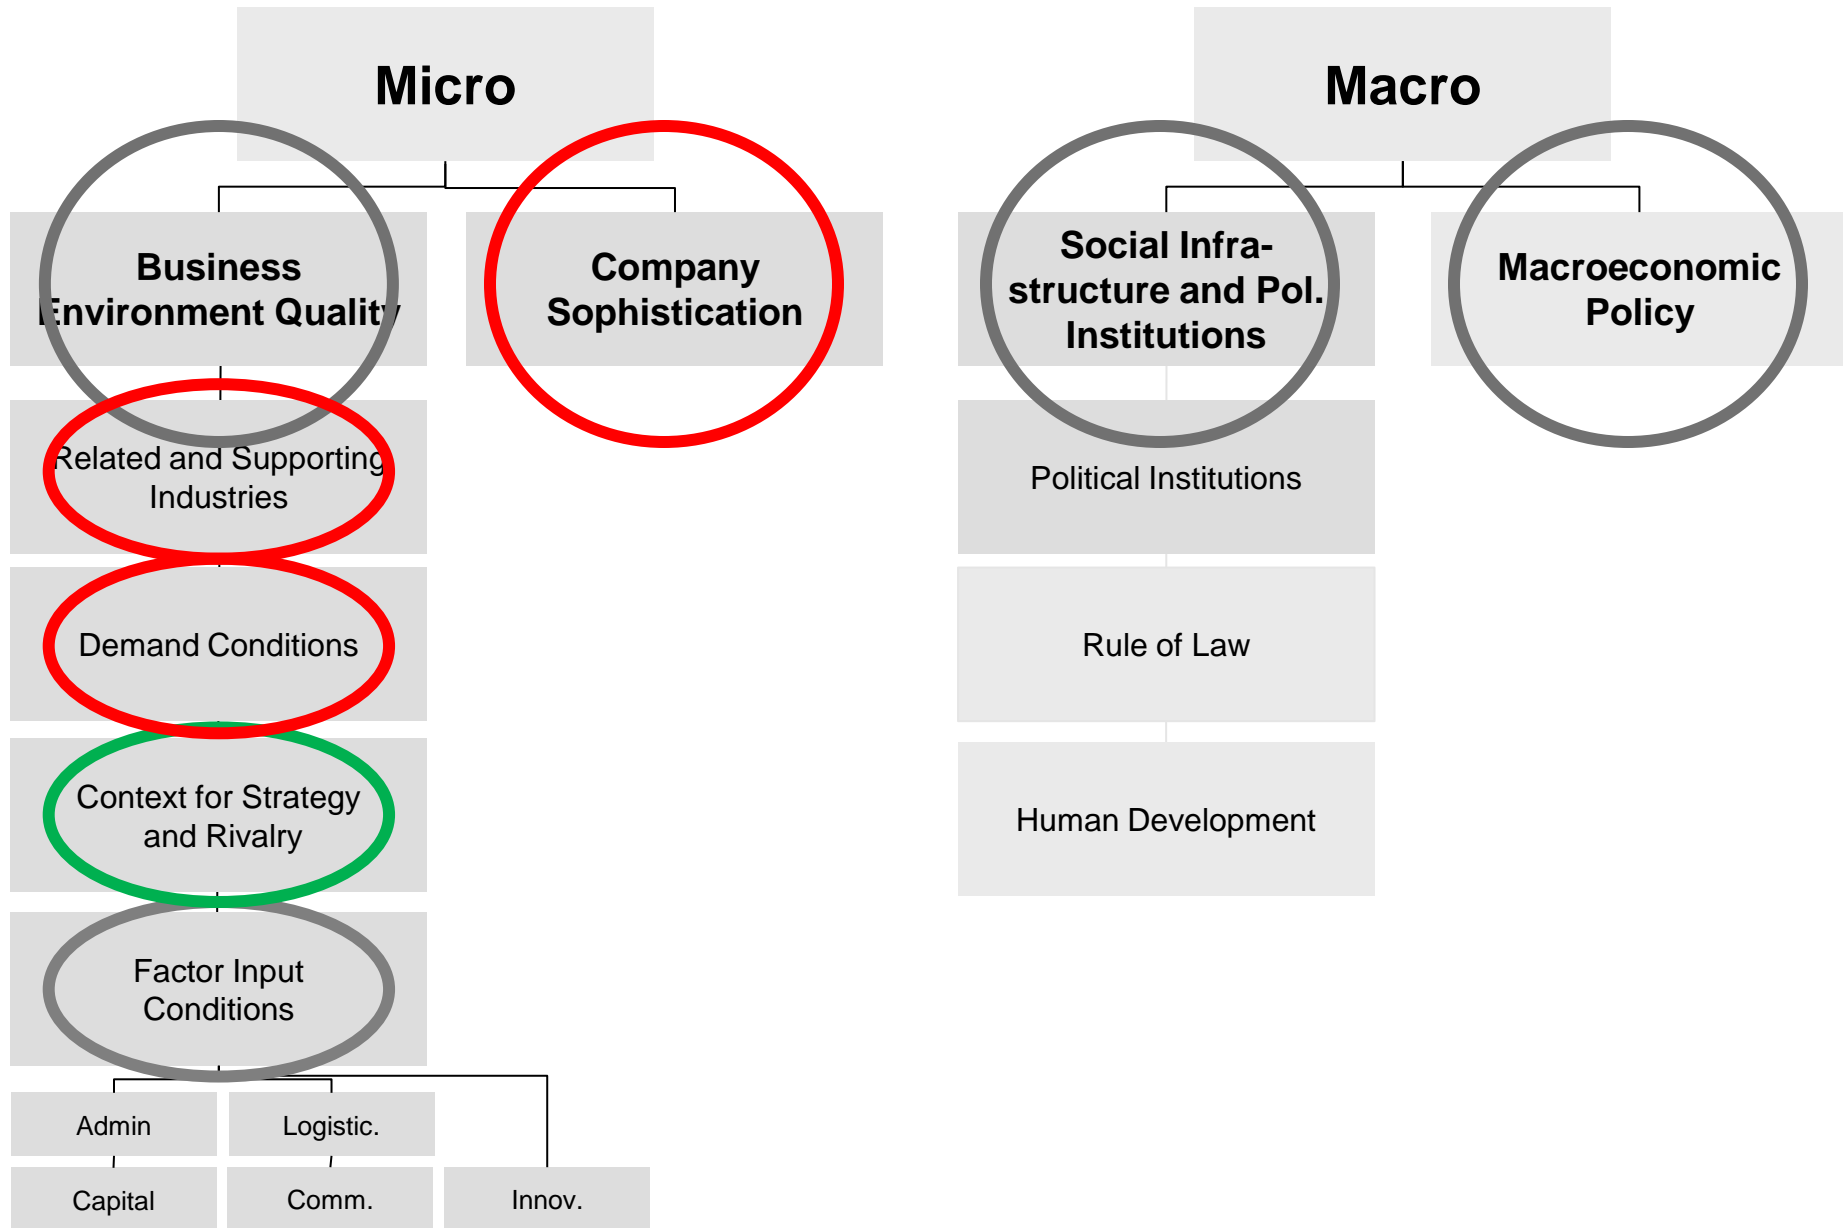 Micro
Macro
Business
Environment Quality
Company
Sophistication
Social Infra-
structure and Pol.
Institutions
Macroeconomic
Policy
Related and Supporting
Industries
Political Institutions
Demand Conditions
Rule of Law
Context for Strategy
and Rivalry
Human Development
Factor Input
Conditions
Admin
Logistic.
Capital
Comm.
Innov.